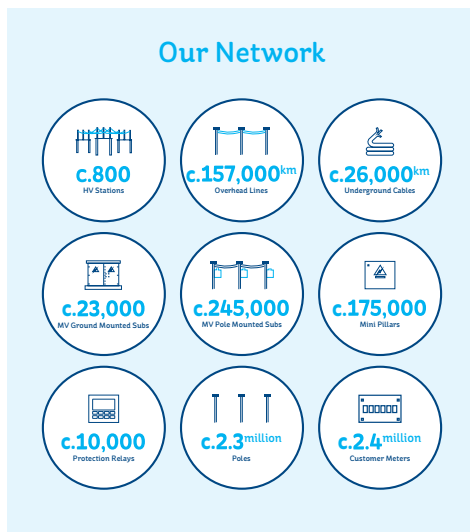 Our Network
c.800
HV Stations
c.157,000km
Overhead Lines
c.26,000km
Underground Cables
c.23,000
MV Ground Mounted Subs
c.245,000
MV Pole Mounted Subs
c.175,000
Mini Pillars
c.10,000
Protection Relays
c.2.3million
Poles
c.2.4million
Customer Meters